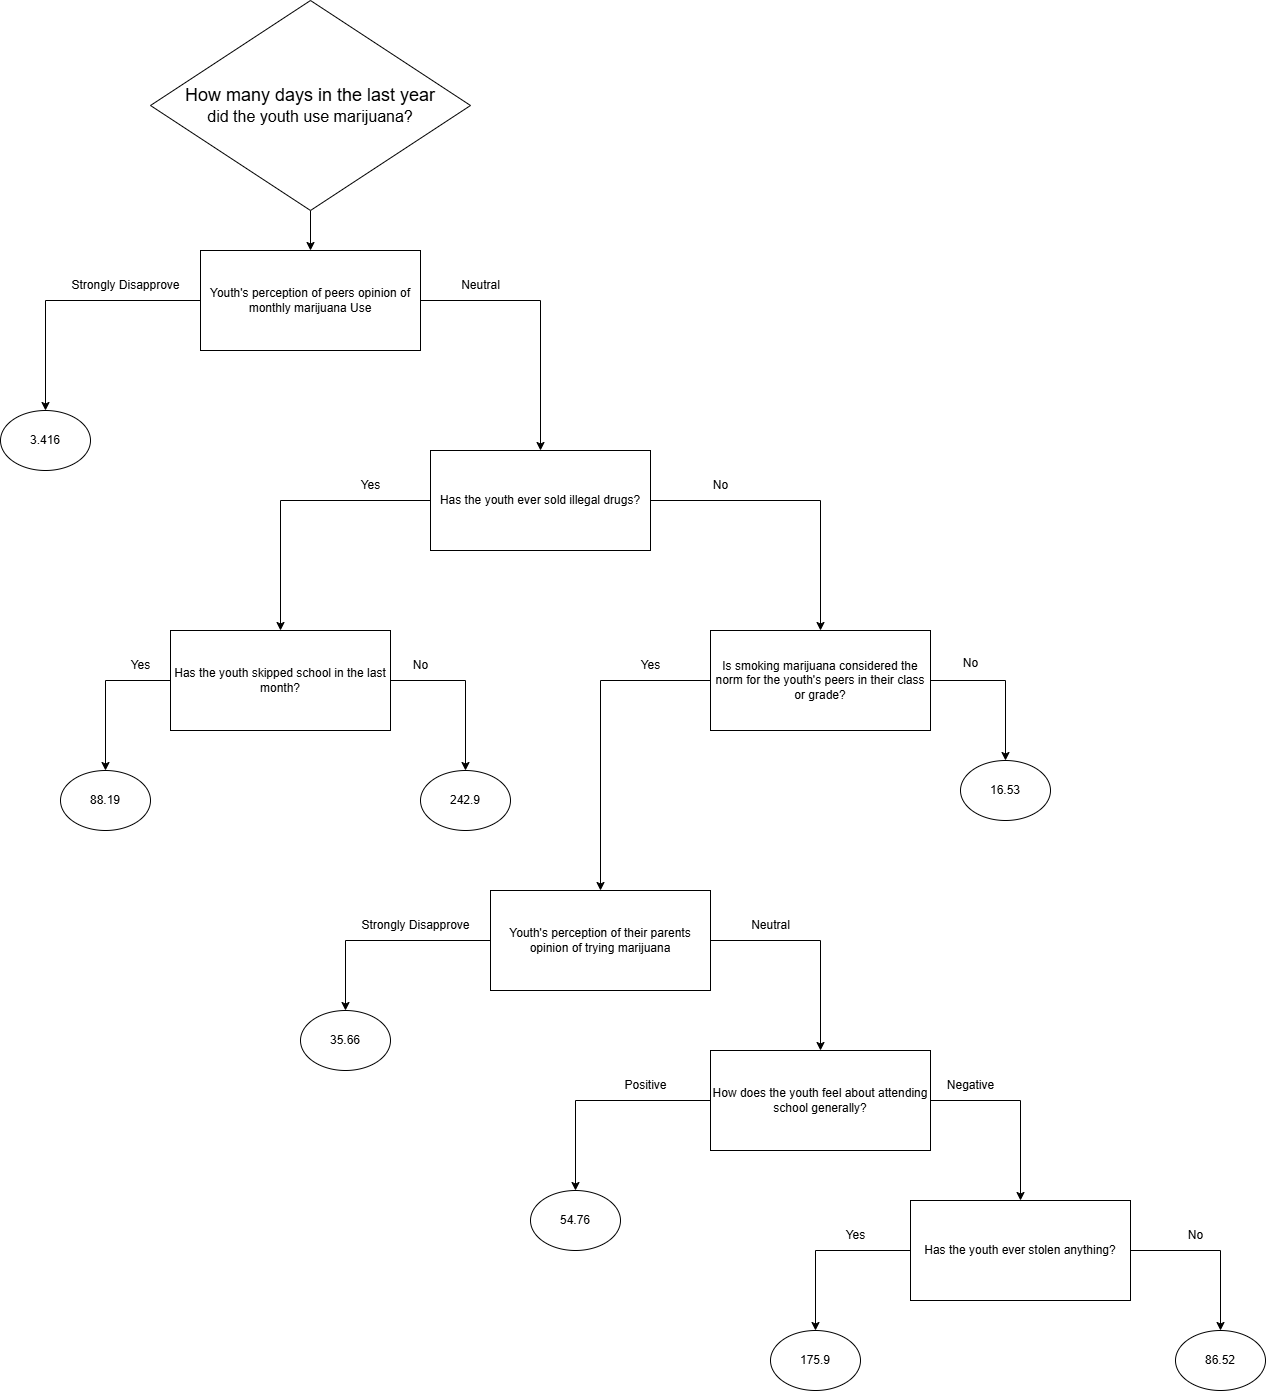 How many days in the last year
did the youth use marijuana?
Strongly Disapprove
Neutral
Youth's perception of peers opinion of
monthly marijuana Use
3.416
Yes
No
Has the youth ever sold illegal drugs?
Yes
No
Has the youth skipped school in the last
month?
Yes
No
Is smoking marijuana considered the
norm for the youth's peers in their class
or grade?
88.19
242.9
16.53
Strongly Disapprove
Neutral
Youth's perception of their parents
opinion of trying marijuana
35.66
Positive
Negative
How does the youth feel about attending
school generally?
54.76
Yes
No
Has the youth ever stolen anything?
175.9
86.52